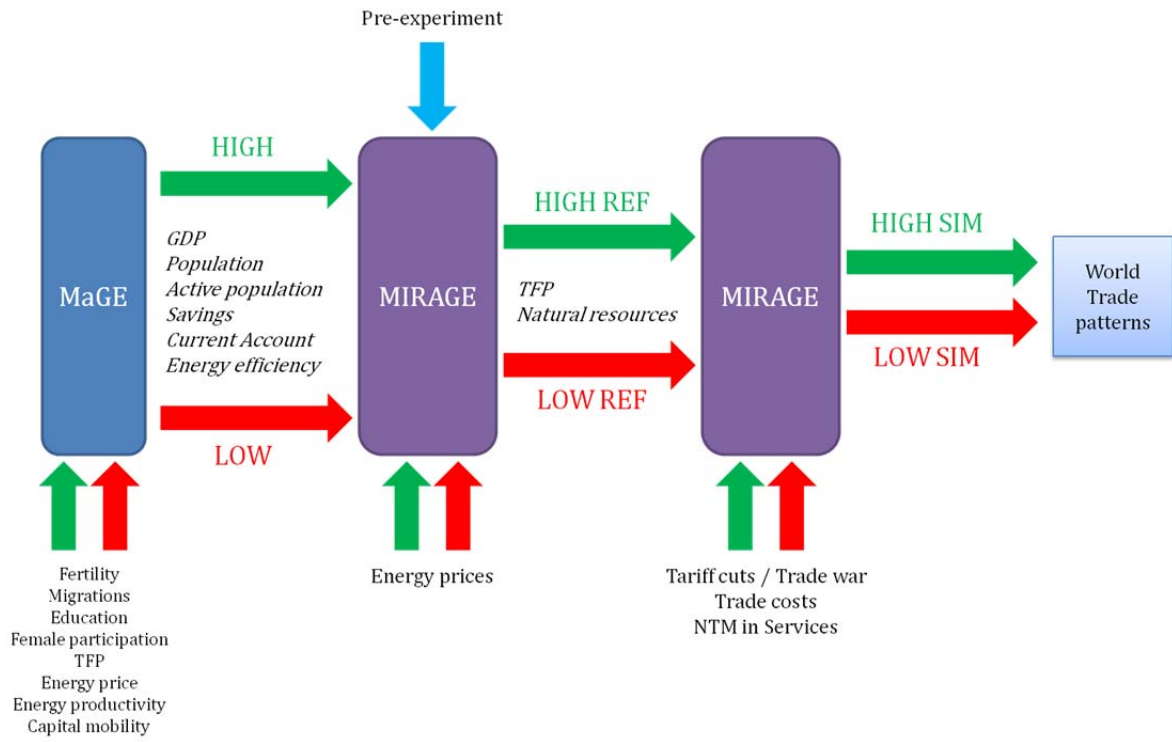 Pre-experiment
MaGE
HIGH
GDP
Population
Active population
Savings
Current Account
Energy efficiency
LOW
MIRAGE
HIGH REF
TFP
Natural resources
LOW REF
MIRAGE
HIGH SIM
LOW SIM
World
Trade
patterns
Fertility
Migrations
Education
Female participation
TFP
Energy price
Energy productivity
Capital mobility
Energy prices
Tariff cuts / Trade war
Trade costs
NTM in Services